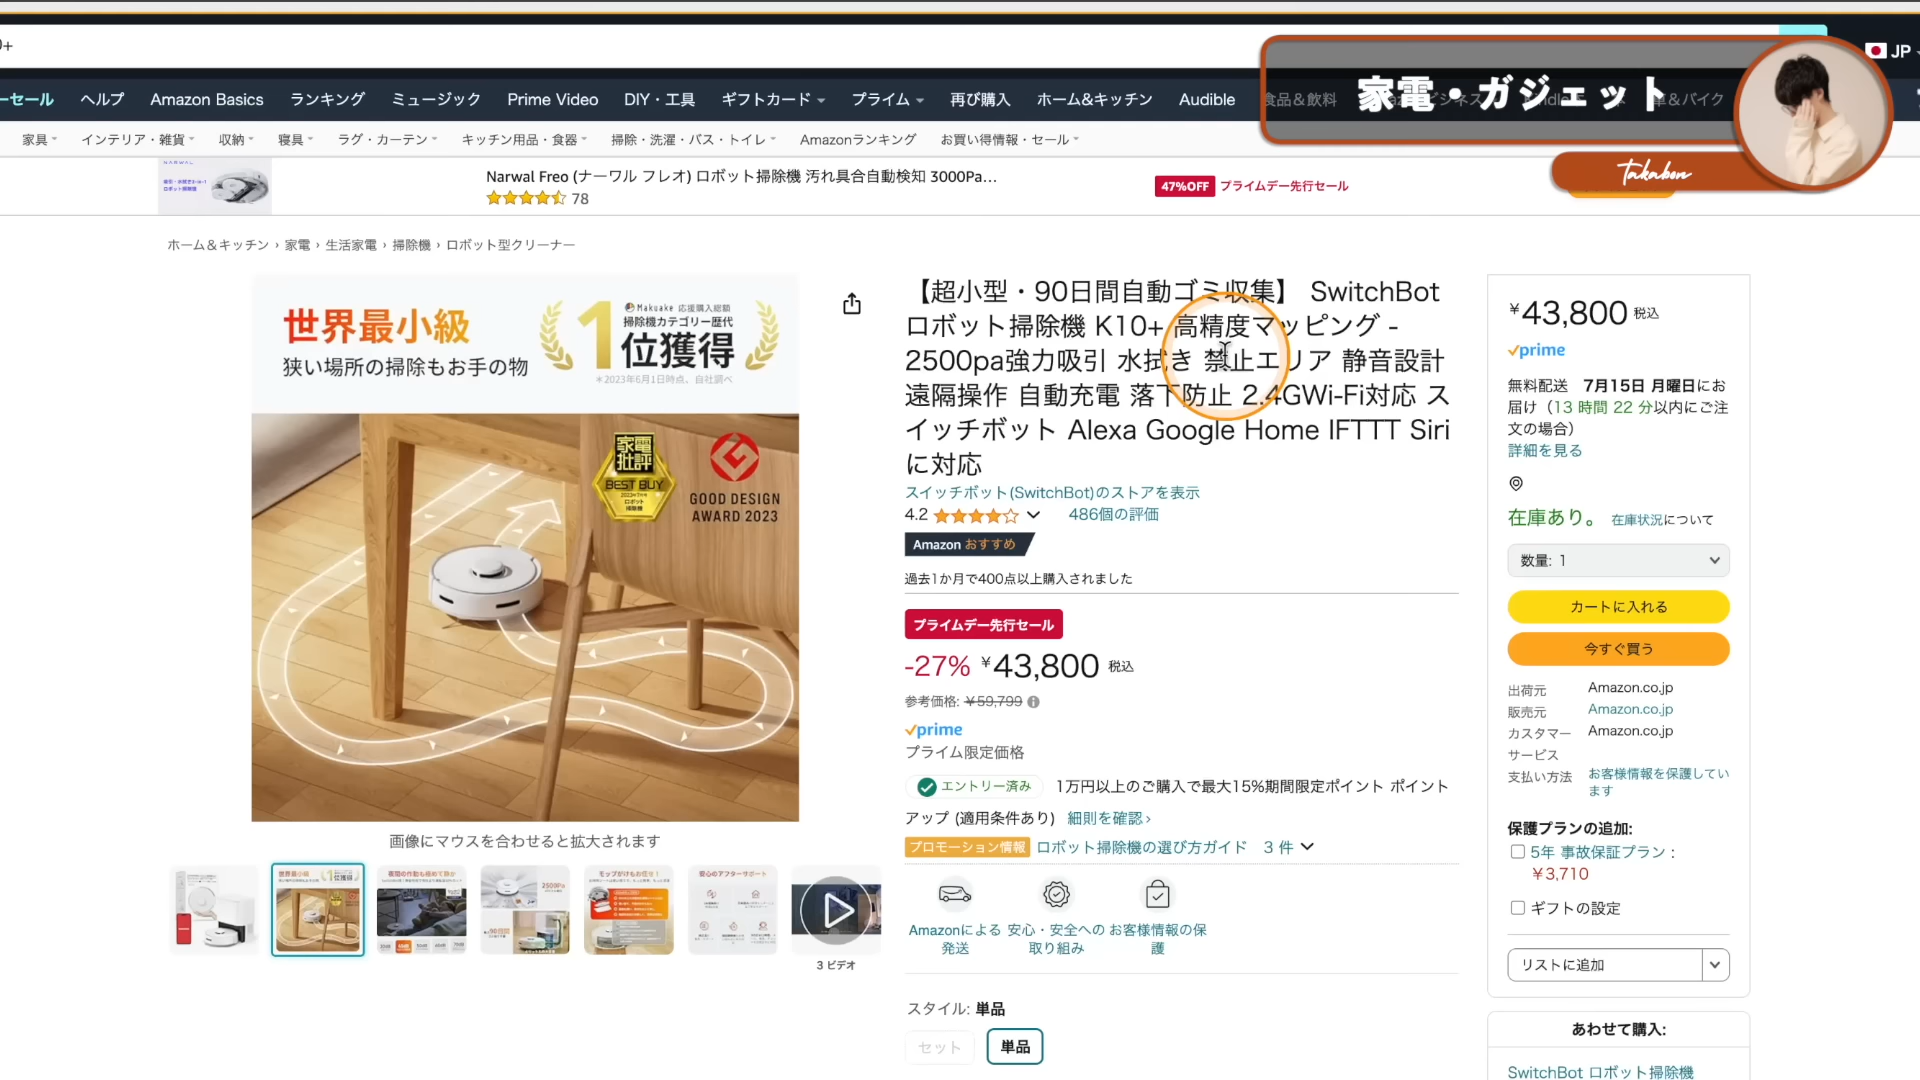 JP
家電・ガジェット
Takabon
セール ヘルプ Amazon Basics ランキング ミュージック Prime Video DIY・工具 ギフトカード プライム 再び購入 ホーム&キッチン Audible 食品&飲料
家具 インテリア・雑貨 収納 寝具 ラグ・カーテン キッチン用品・食器 掃除・洗濯・バス・トイレ Amazonランキング お買い得情報・セール
Narwal Freo (ナーワル フレオ) ロボット掃除機 汚れ具合自動検知 3000Pa...
78
47%OFF プライムデー先行セール
ホーム&キッチン › 家電 › 生活家電 › 掃除機 › ロボット型クリーナー
世界最小級
狭い場所の掃除もお手の物
Makuake 応援購入総額
掃除機カテゴリー歴代
1位獲得
*2023年6月1日時点、自社調べ
家電批評
BEST BUY
GOOD DESIGN
AWARD 2023
画像にマウスを合わせると拡大されます
3 ビデオ
【超小型・90日間自動ゴミ収集】 SwitchBot
ロボット掃除機 K10+ 高精度マッピング -
2500pa強力吸引 水拭き 禁止エリア 静音設計
遠隔操作 自動充電 落下防止 2.4GWi-Fi対応 ス
イッチボット Alexa Google Home IFTTT Siri
に対応
スイッチボット(SwitchBot)のストアを表示
4.2 486個の評価
Amazon おすすめ
過去1か月で400点以上購入されました
プライムデー先行セール
-27% ¥43,800 税込
参考価格: ¥59,799
prime
プライム限定価格
エントリー済み 1万円以上のご購入で最大15%期間限定ポイント ポイント
アップ (適用条件あり) 細則を確認 ›
プロモーション情報 ロボット掃除機の選び方ガイド 3 件
Amazonによる発送
安心・安全への取り組み
お客様情報の保護
スタイル: 単品
セット 単品
¥43,800 税込
prime
無料配送 7月15日 月曜日にお
届け(13 時間 22 分以内にご注
文の場合)
詳細を見る
在庫あり。 在庫状況について
数量: 1
カートに入れる
今すぐ買う
出荷元 Amazon.co.jp
販売元 Amazon.co.jp
カスタマーサービス Amazon.co.jp
支払い方法 お客様情報を保護しています
保護プランの追加:
5年 事故保証プラン :
¥3,710
ギフトの設定
リストに追加
あわせて購入:
SwitchBot ロボット掃除機